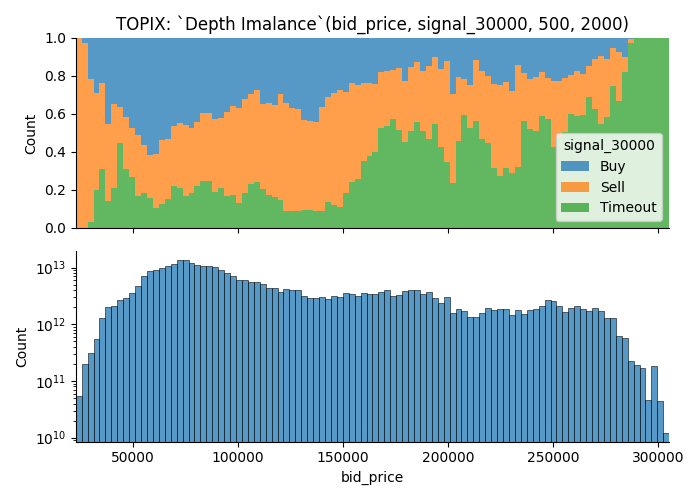 TOPIX: `Depth Imalance`(bid_price, signal_30000, 500, 2000)
1.0
0.8
0.6
0.4
0.2
0.0
Count
signal_30000
Buy
Sell
Timeout
10^13
10^12
10^11
10^10
Count
50000 100000 150000 200000 250000 300000
bid_price